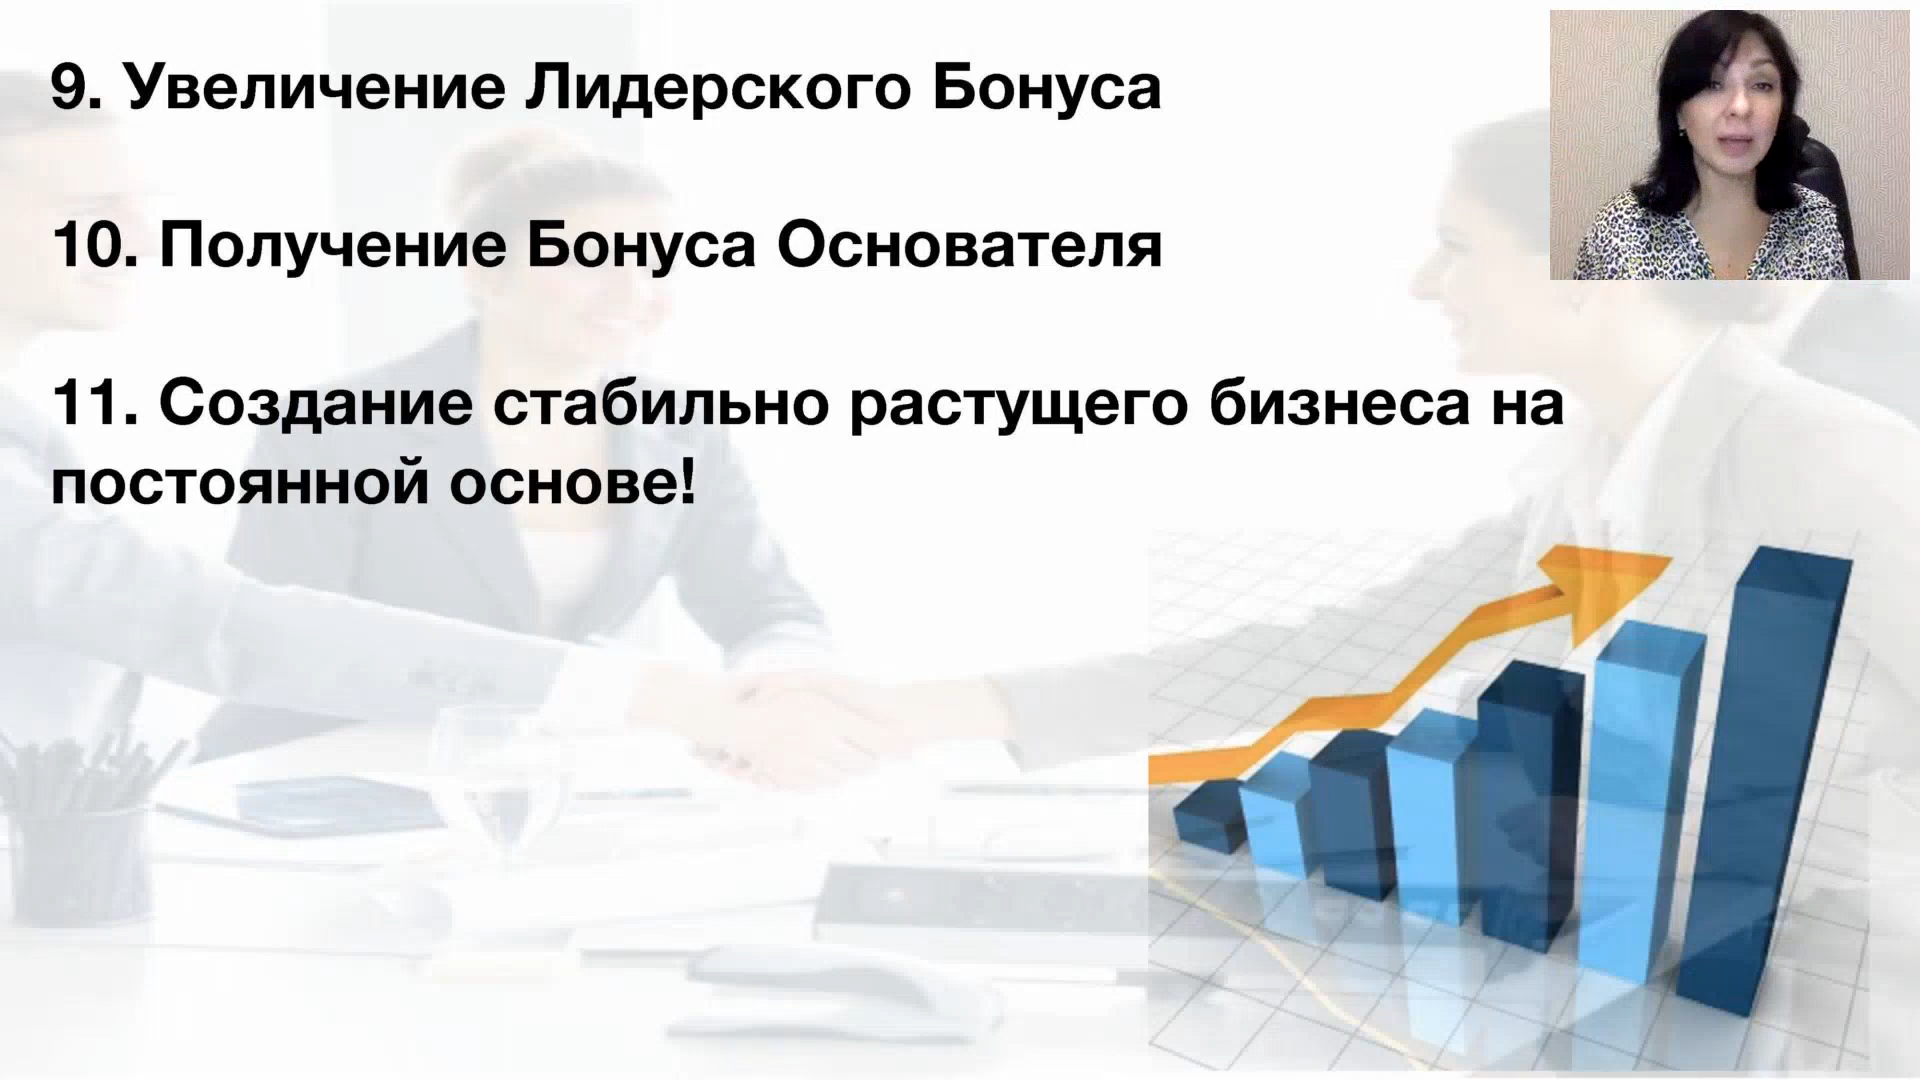 9. Увеличение Лидерского Бонуса
10. Получение Бонуса Основателя
11. Создание стабильно растущего бизнеса на
постоянной основе!